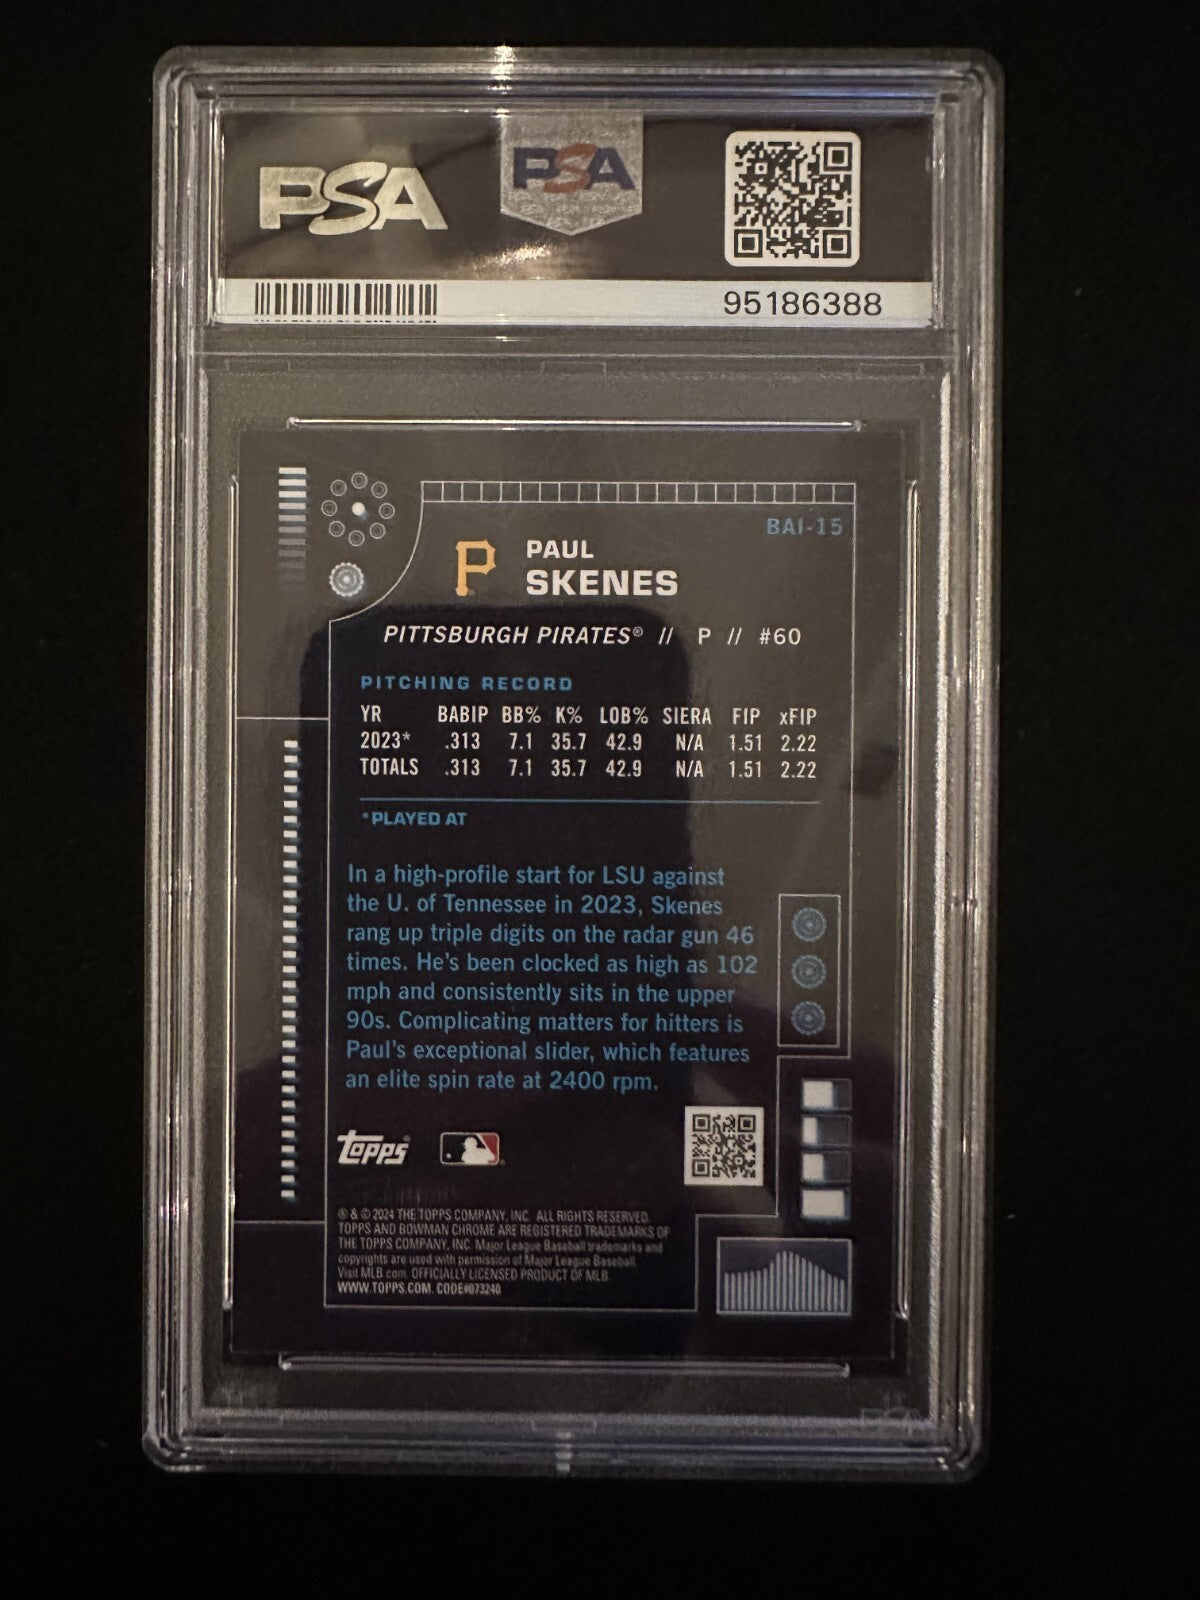 PSA
PSA
95186388
BAI-15
PAUL
SKENES
PITTSBURGH PIRATES® // P // #60
PITCHING RECORD
YR BABIP BB% K% LOB% SIERA FIP xFIP
2023* .313 7.1 35.7 42.9 N/A 1.51 2.22
TOTALS .313 7.1 35.7 42.9 N/A 1.51 2.22
*PLAYED AT
In a high-profile start for LSU against
the U. of Tennessee in 2023, Skenes
rang up triple digits on the radar gun 46
times. He's been clocked as high as 102
mph and consistently sits in the upper
90s. Complicating matters for hitters is
Paul's exceptional slider, which features
an elite spin rate at 2400 rpm.
topps®
® & © 2024 THE TOPPS COMPANY, INC. ALL RIGHTS RESERVED.
TOPPS AND BOWMAN CHROME ARE REGISTERED TRADEMARKS OF
THE TOPPS COMPANY, INC. Major League Baseball trademarks and
copyrights are used with permission of Major League Baseball.
Visit MLB.com. OFFICIALLY LICENSED PRODUCT OF MLB.
WWW.TOPPS.COM. CODE#073240